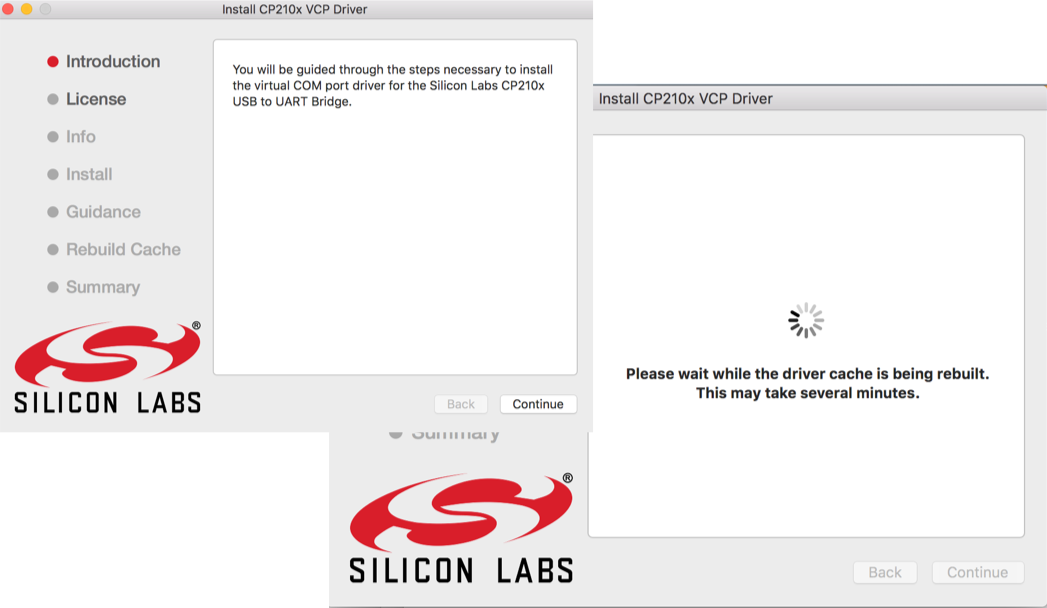 Install CP210x VCP Driver
Introduction
License
Info
Install
Guidance
Rebuild Cache
Summary
You will be guided through the steps necessary to install
the virtual COM port driver for the Silicon Labs CP210x
USB to UART Bridge.
®
SILICON LABS
Back
Continue
Install CP210x VCP Driver
Please wait while the driver cache is being rebuilt.
This may take several minutes.
Summary
®
SILICON LABS
Back
Continue